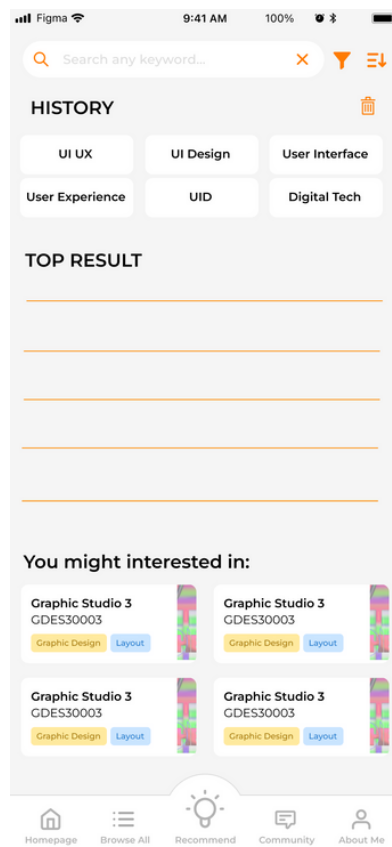 Figma 9:41 AM 100%
Search any keyword...
HISTORY
UI UX UI Design User Interface
User Experience UID Digital Tech
TOP RESULT
You might interested in:
Graphic Studio 3 Graphic Studio 3
GDES30003 GDES30003
Graphic Design Layout Graphic Design Layout
Graphic Studio 3 Graphic Studio 3
GDES30003 GDES30003
Graphic Design Layout Graphic Design Layout
Homepage Browse All Recommend Community About Me